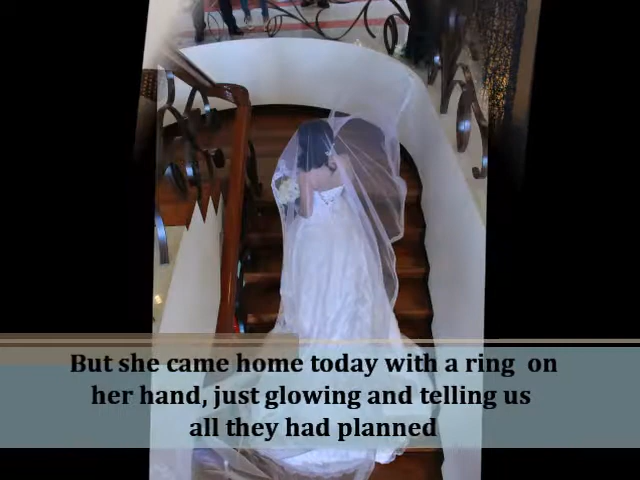 But she came home today with a ring  on
her hand, just glowing and telling us
all they had planned